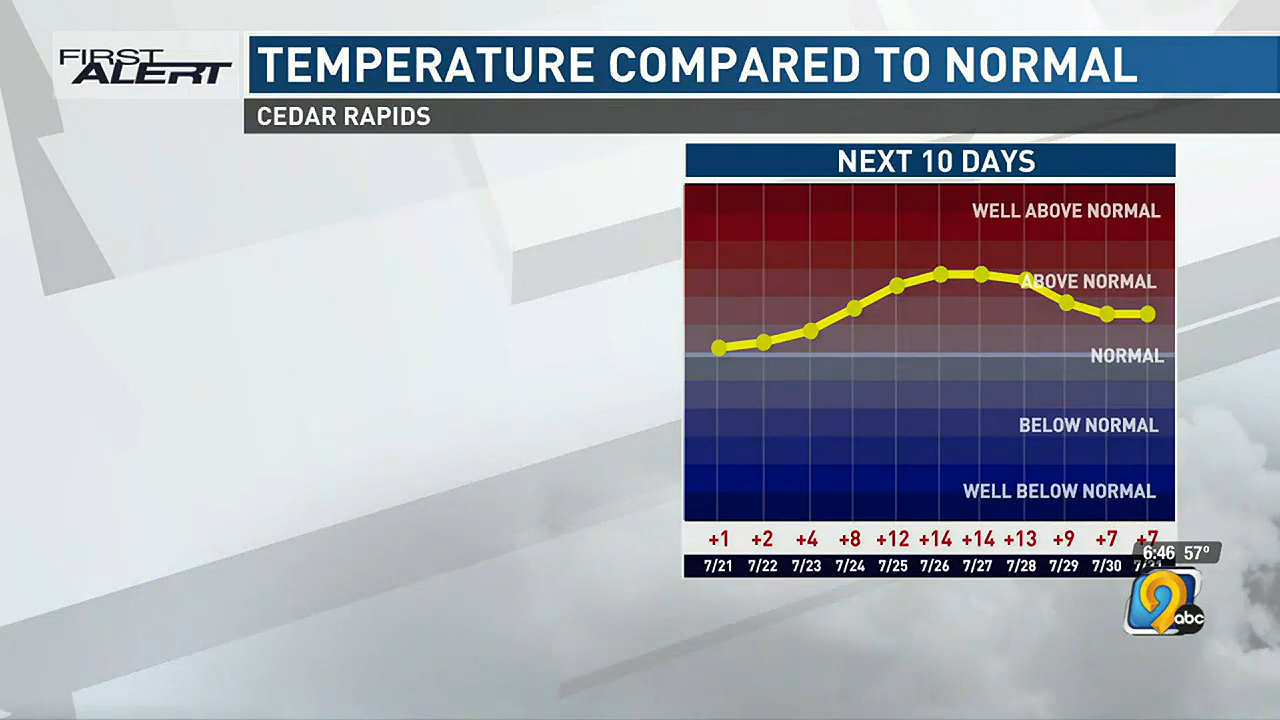 FIRST
ALERT
TEMPERATURE COMPARED TO NORMAL
CEDAR RAPIDS
NEXT 10 DAYS
WELL ABOVE NORMAL
ABOVE NORMAL
NORMAL
BELOW NORMAL
WELL BELOW NORMAL
+1 +2 +4 +8 +12 +14 +14 +13 +9 +7 +7
7/21 7/22 7/23 7/24 7/25 7/26 7/27 7/28 7/29 7/30 7/31
6:46 57°
9
abc